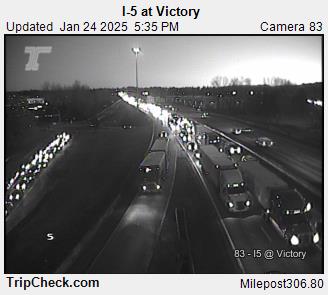 I-5 at Victory
Updated Jan 24 2025 5:35 PM Camera 83
T
S
83 - I5 @ Victory
TripCheck.com Milepost306.80